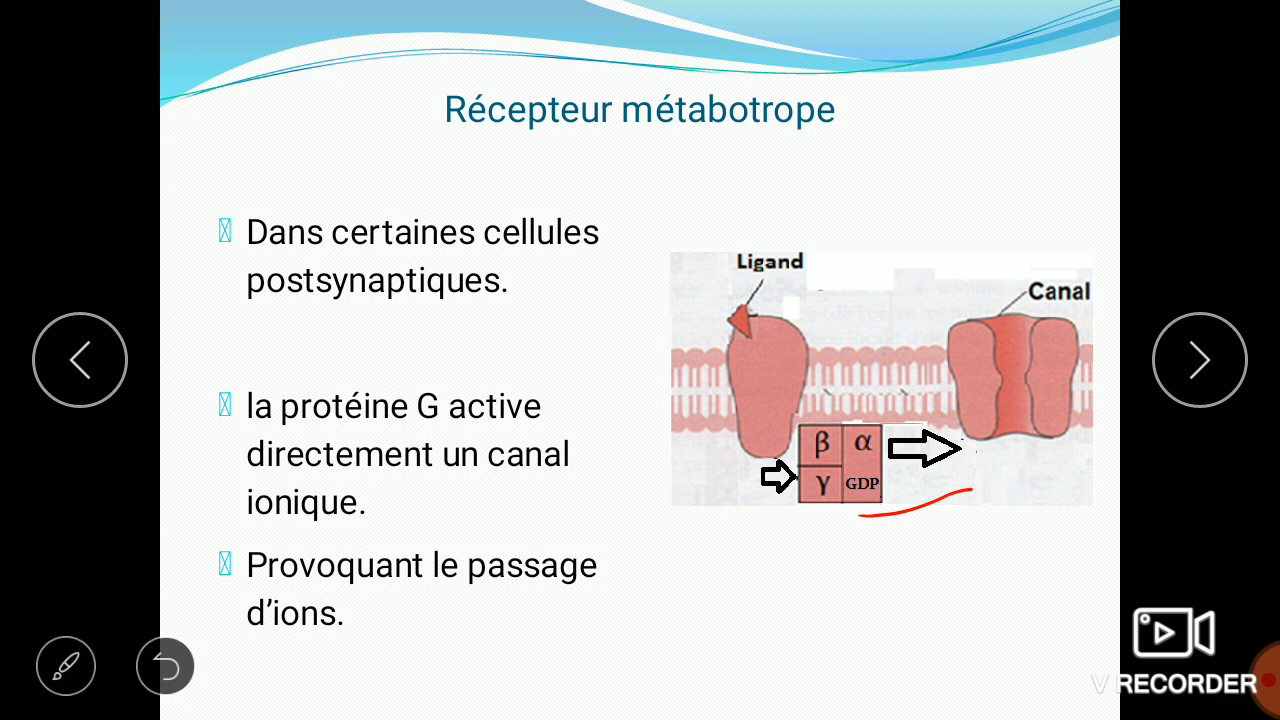 Récepteur métabotrope
Dans certaines cellules
postsynaptiques.
la protéine G active
directement un canal
ionique.
Provoquant le passage
d’ions.
Ligand
Canal
β α
γ GDP
V RECORDER